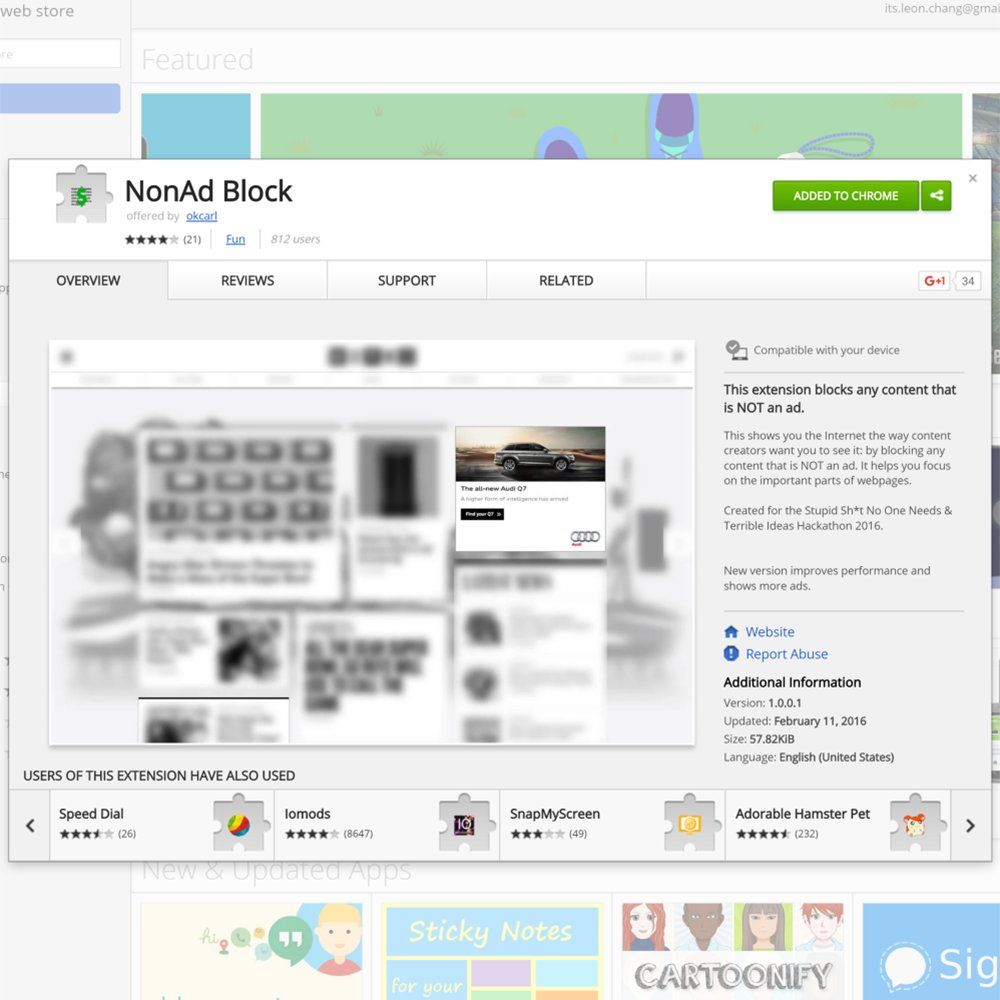 web store
its.leon.chang@gmai
re
Featured
NonAd Block
offered by okcarl
(21)
Fun
812 users
ADDED TO CHROME
OVERVIEW
REVIEWS
SUPPORT
RELATED
G+1
34
Compatible with your device
This extension blocks any content that
is NOT an ad.
This shows you the Internet the way content
creators want you to see it: by blocking any
content that is NOT an ad. It helps you focus
on the important parts of webpages.
Created for the Stupid Sh*t No One Needs &
Terrible Ideas Hackathon 2016.
New version improves performance and
shows more ads.
The all-new Audi Q7
A higher form of intelligence has arrived
Find your Q7 »
Audi
LATEST NEWS
ALL THE GEAR SUPER
Website
Report Abuse
Additional Information
Version: 1.0.0.1
Updated: February 11, 2016
Size: 57.82KiB
Language: English (United States)
USERS OF THIS EXTENSION HAVE ALSO USED
Speed Dial
(26)
Iomods
(8647)
SnapMyScreen
(49)
Adorable Hamster Pet
(232)
New & Updated Apps
hi
Sticky Notes
for your
CARTOONIFY
Sig